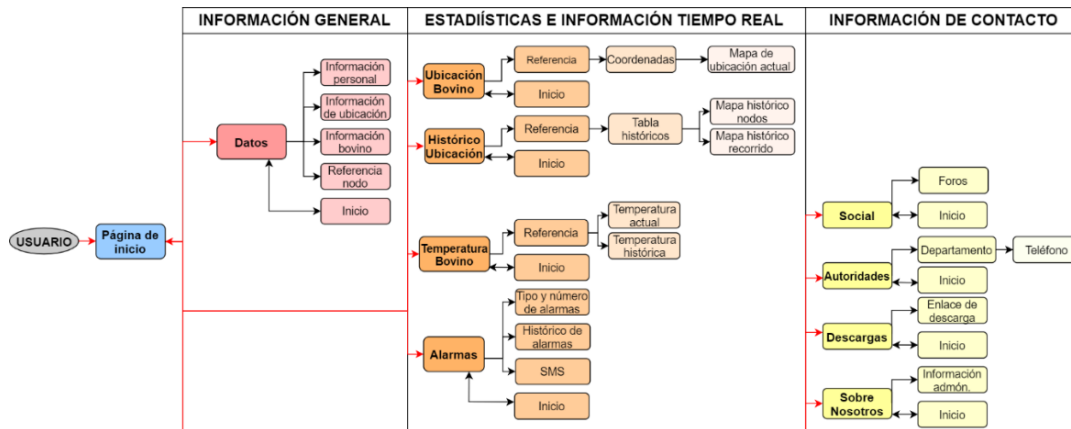 INFORMACIÓN GENERAL
ESTADIÍSTICAS E INFORMACIÓN TIEMPO REAL
INFORMACIÓN DE CONTACTO
USUARIO
Página de
inicio
Datos
Información
personal
Información
de ubicación
Información
bovino
Referencia
nodo
Inicio
Ubicación
Bovino
Referencia
Coordenadas
Mapa de
ubicación actual
Inicio
Histórico
Ubicación
Referencia
Tabla
históricos
Mapa histórico
nodos
Mapa histórico
recorrido
Inicio
Temperatura
Bovino
Referencia
Temperatura
actual
Temperatura
histórica
Inicio
Alarmas
Tipo y número
de alarmas
Histórico de
alarmas
SMS
Inicio
Social
Foros
Inicio
Autoridades
Departamento
Teléfono
Inicio
Descargas
Enlace de
descarga
Inicio
Sobre
Nosotros
Información
admón.
Inicio